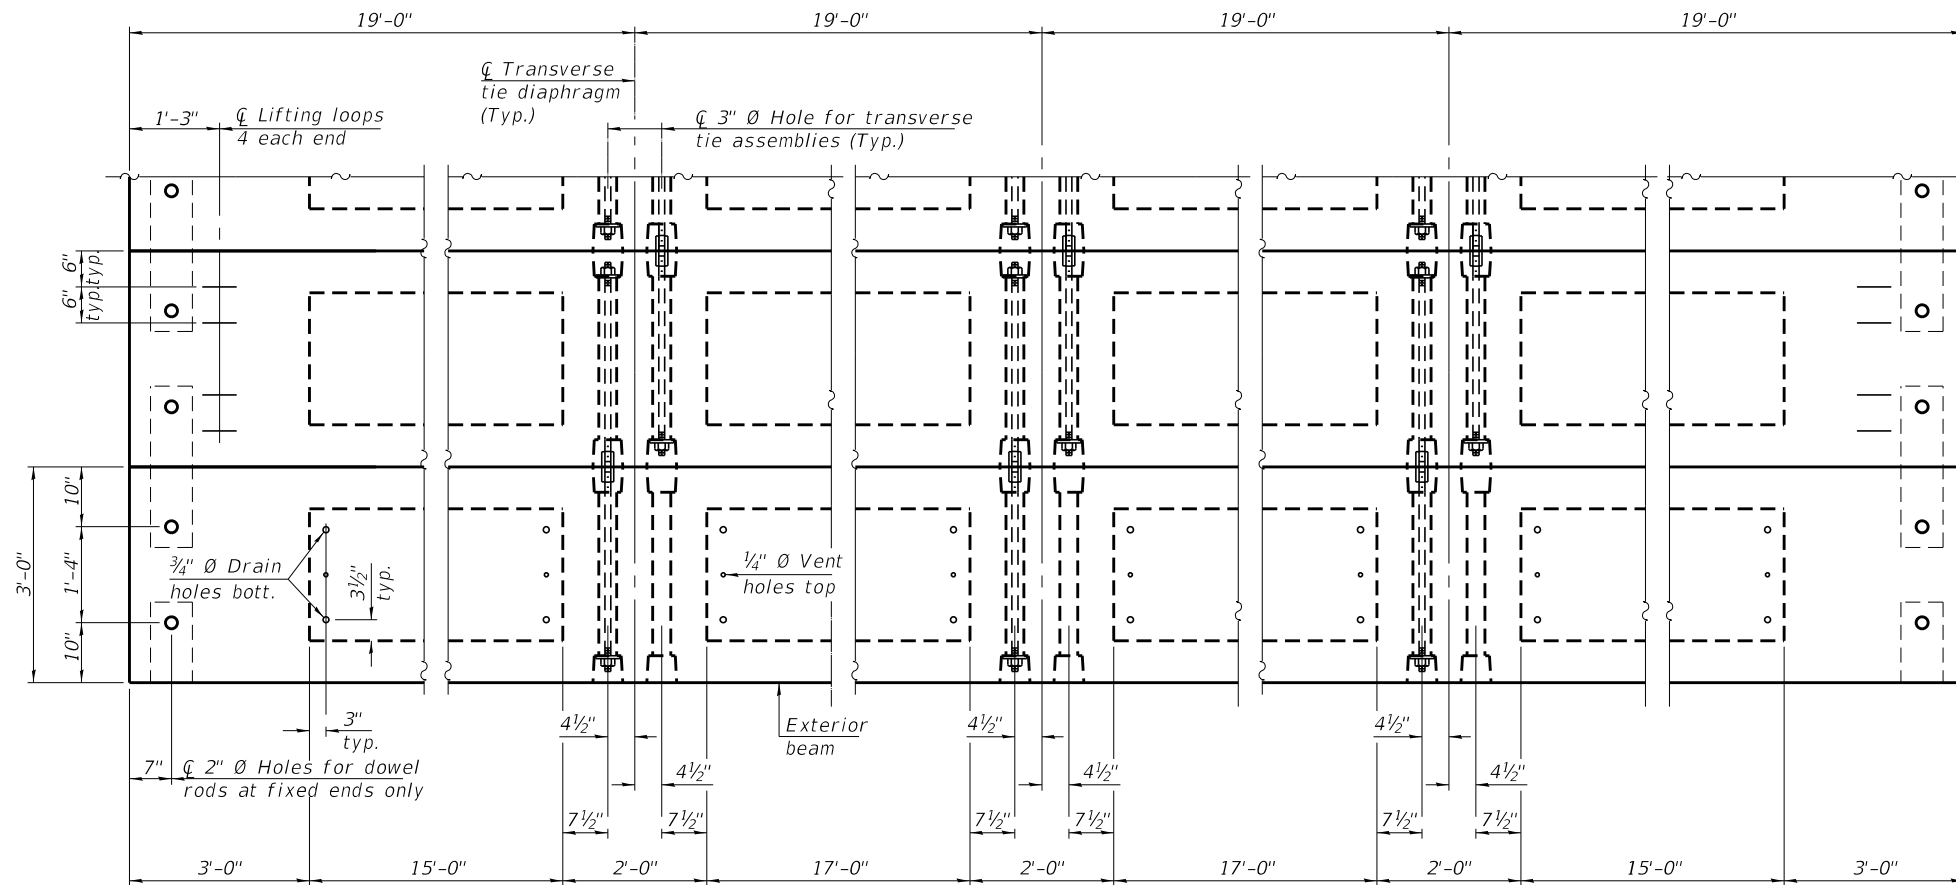 19'-0"
19'-0"
19'-0"
19'-0"
℄ Transverse
tie diaphragm
(Typ.)
1'-3"
℄ Lifting loops
4 each end
℄ 3" Ø Hole for transverse
tie assemblies (Typ.)
6"
typ.
6"
typ.
3'-0"
10"
1'-4"
10"
¾" Ø Drain
holes bott.
3½"
typ.
¼" Ø Vent
holes top
3"
typ.
7"
℄ 2" Ø Holes for dowel
rods at fixed ends only
4½"
Exterior
beam
4½"
4½"
4½"
4½"
4½"
7½"
7½"
7½"
7½"
7½"
7½"
3'-0"
15'-0"
2'-0"
17'-0"
2'-0"
17'-0"
2'-0"
15'-0"
3'-0"